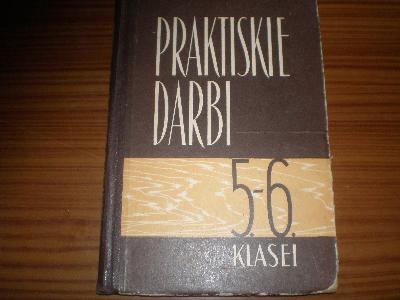 PRAKTISKIE
DARBI
5.-6.
KLASEI